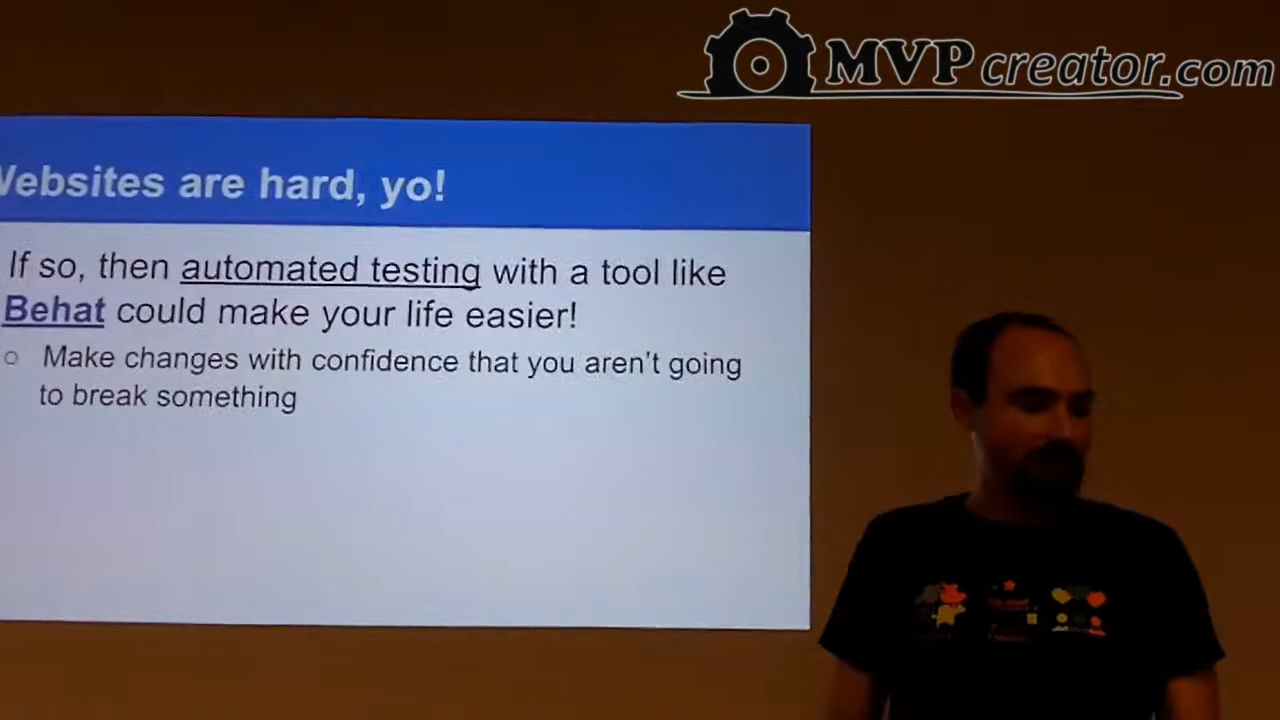 MVPcreator.com
Websites are hard, yo!
If so, then automated testing with a tool like
Behat could make your life easier!
○ Make changes with confidence that you aren't going
to break something